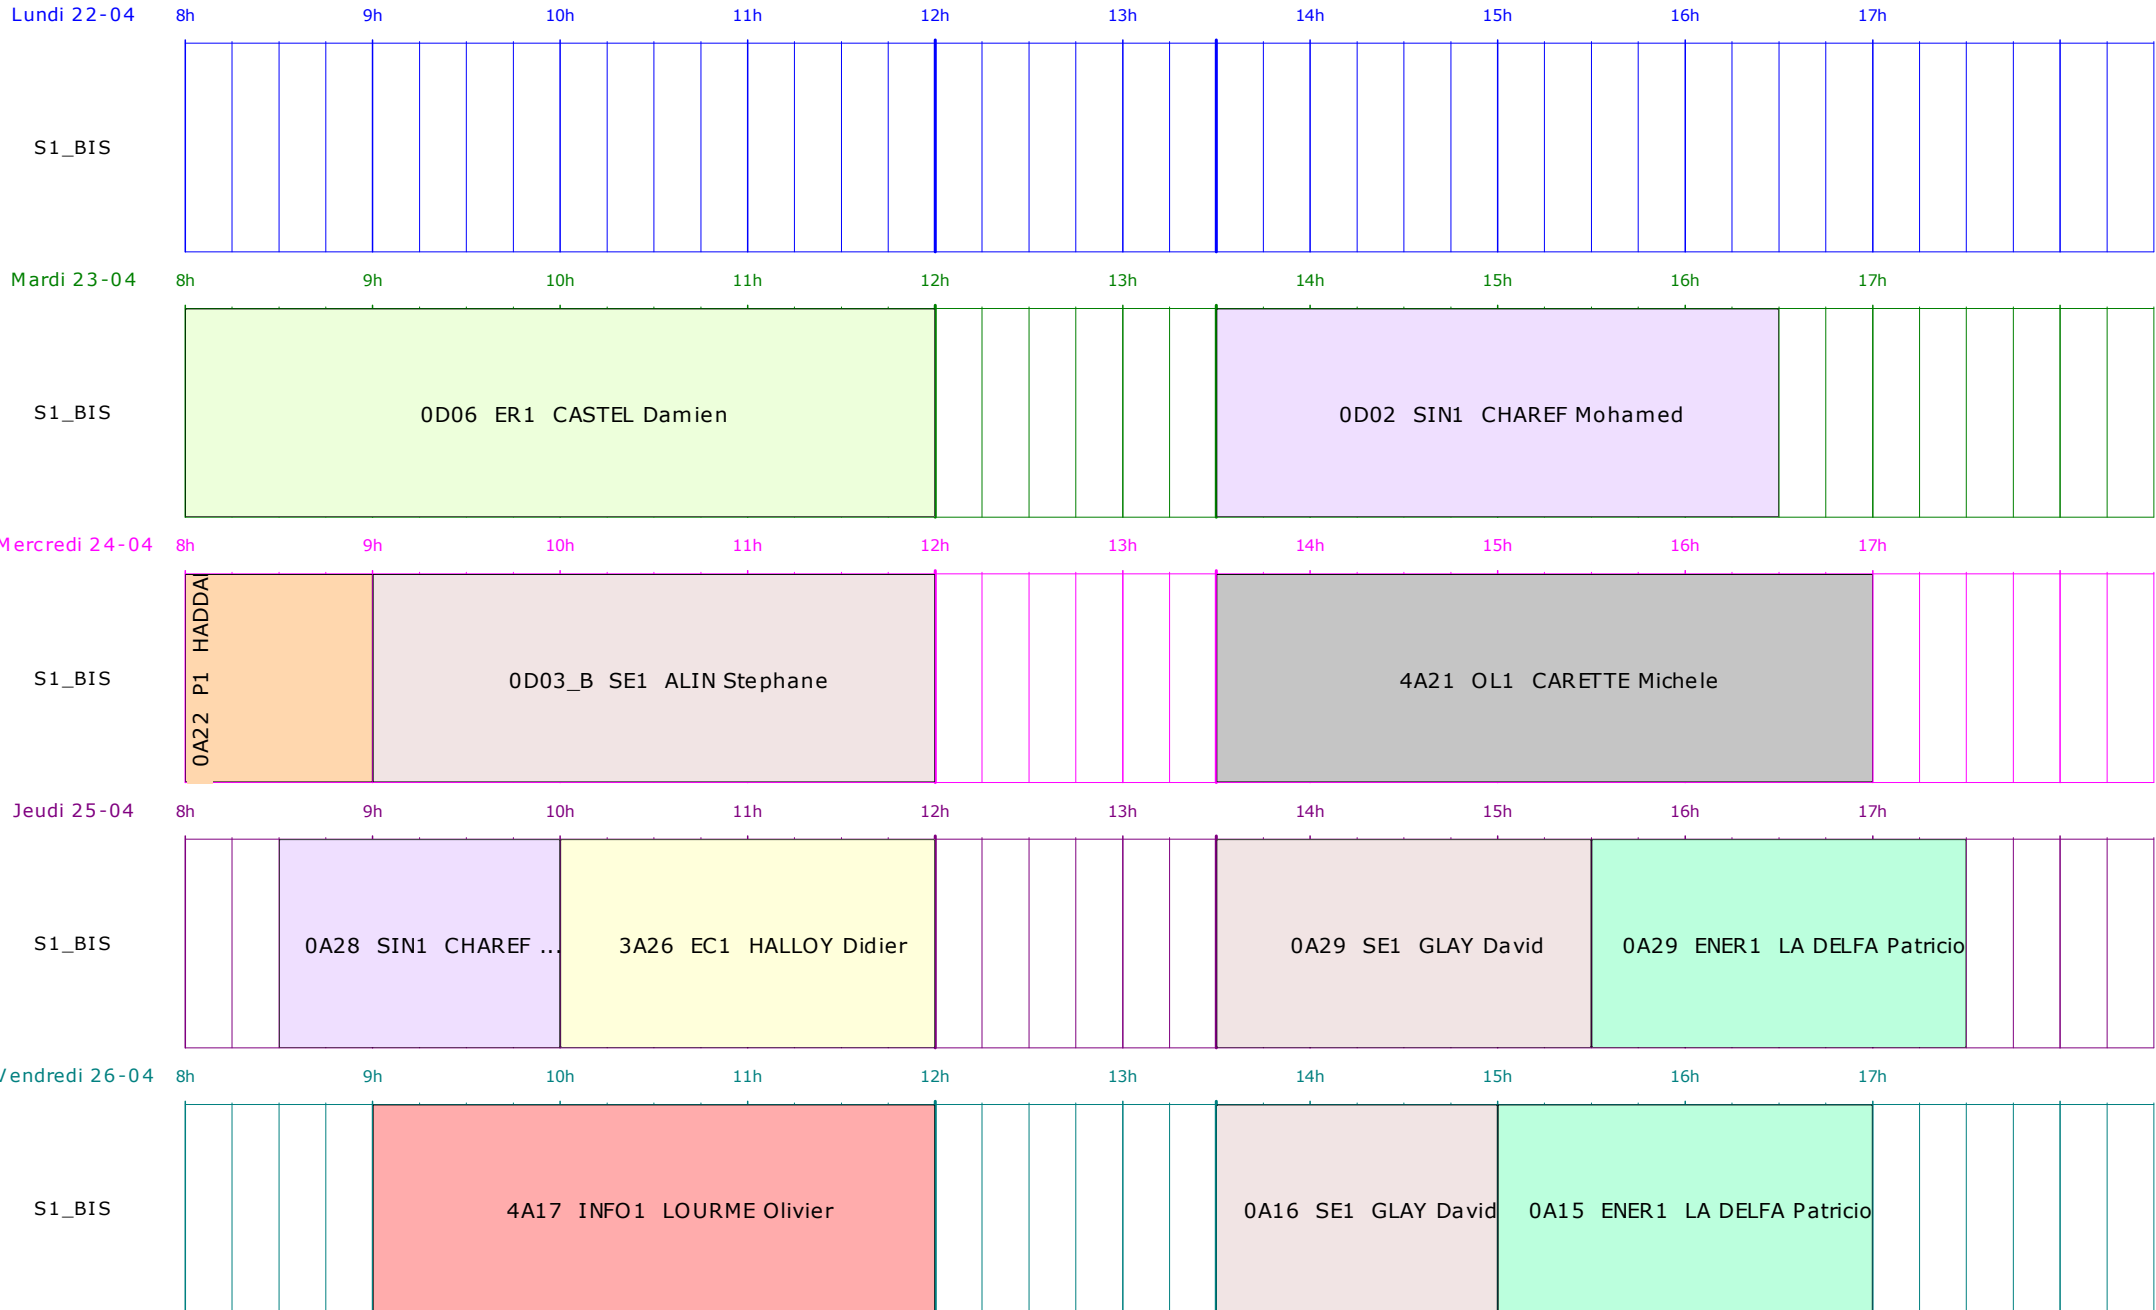 Lundi 22-04 8h 9h 10h 11h 12h 13h 14h 15h 16h 17h
S1_BIS
Mardi 23-04 8h 9h 10h 11h 12h 13h 14h 15h 16h 17h
S1_BIS 0D06 ER1 CASTEL Damien 0D02 SIN1 CHAREF Mohamed
Mercredi 24-04 8h 9h 10h 11h 12h 13h 14h 15h 16h 17h
S1_BIS 0A22 P1 HADDA 0D03_B SE1 ALIN Stephane 4A21 OL1 CARETTE Michele
Jeudi 25-04 8h 9h 10h 11h 12h 13h 14h 15h 16h 17h
S1_BIS 0A28 SIN1 CHAREF ... 3A26 EC1 HALLOY Didier 0A29 SE1 GLAY David 0A29 ENER1 LA DELFA Patricio
Vendredi 26-04 8h 9h 10h 11h 12h 13h 14h 15h 16h 17h
S1_BIS 4A17 INFO1 LOURME Olivier 0A16 SE1 GLAY David 0A15 ENER1 LA DELFA Patricio